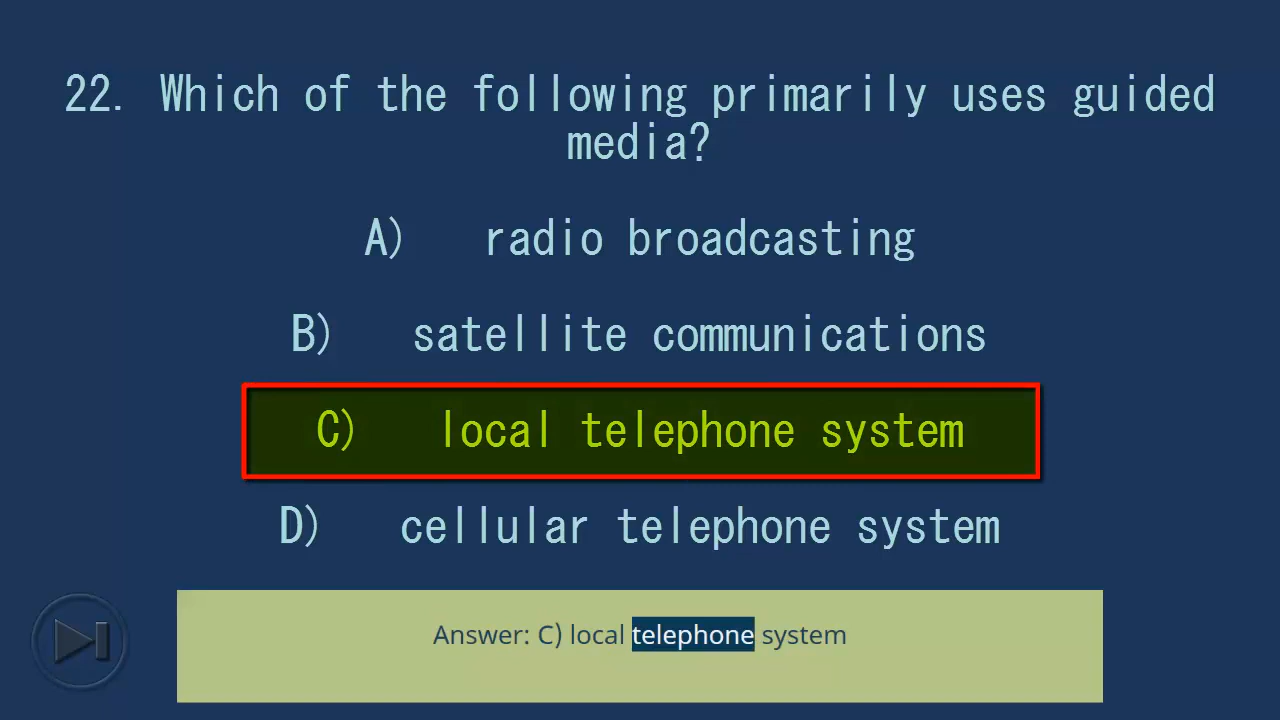 22. Which of the following primarily uses guided
media?
A) radio broadcasting
B) satellite communications
C) local telephone system
D) cellular telephone system
Answer: C) local telephone system